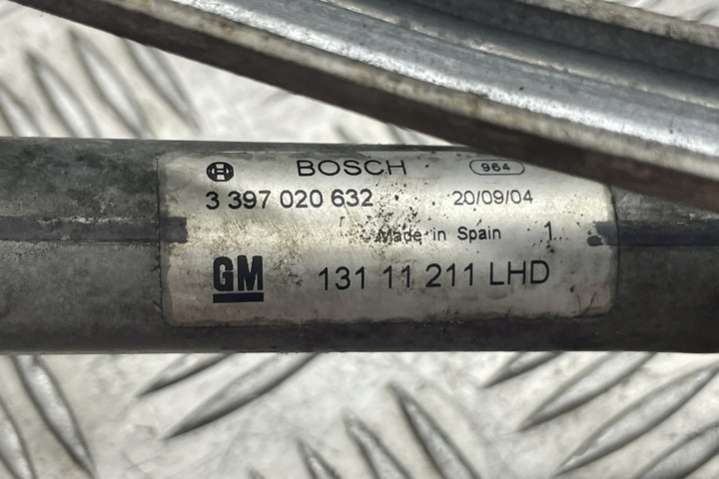 BOSCH 964
3 397 020 632 20/09/04
Made in Spain 1
GM 131 11 211 LHD